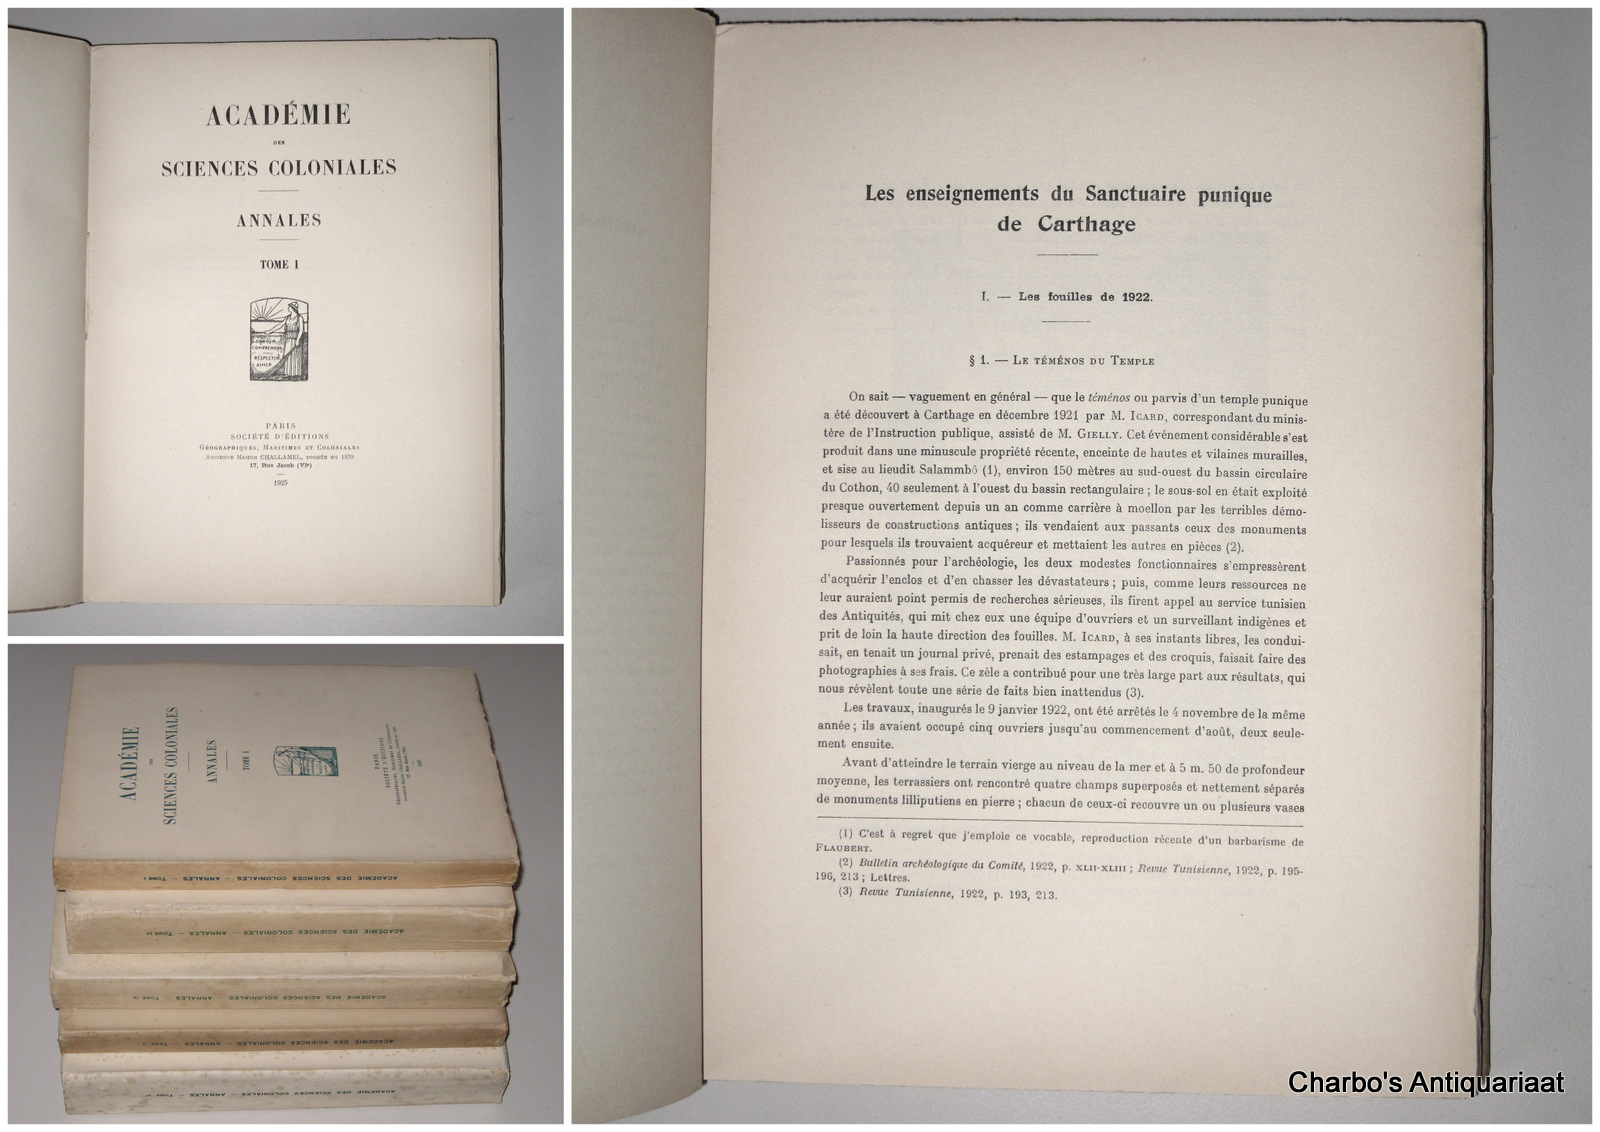 ACADÉMIE
DES
SCIENCES COLONIALES
ANNALES
TOME I
COMPRENDRE
RESPECTER
AIMER
PARIS
SOCIÉTÉ D'ÉDITIONS
GÉOGRAPHIQUES, MARITIMES ET COLONIALES
ANCIENNE MAISON CHALLAMEL, FONDÉE EN 1839
17, Rue Jacob (VIe)
1925
ACADÉMIE
DES
SCIENCES COLONIALES
ANNALES
TOME I
PARIS
SOCIÉTÉ D'ÉDITIONS
GÉOGRAPHIQUES, MARITIMES ET COLONIALES
1925
ACADÉMIE DES SCIENCES COLONIALES — ANNALES — TOME I
ACADÉMIE DES SCIENCES COLONIALES — ANNALES — TOME III
ACADÉMIE DES SCIENCES COLONIALES — ANNALES — TOME IV
ACADÉMIE DES SCIENCES COLONIALES — ANNALES — TOME
ACADÉMIE DES SCIENCES COLONIALES — ANNALES — TOME VI
Les enseignements du Sanctuaire punique
de Carthage
I. — Les fouilles de 1922.
§ 1. — LE TÉMÉNOS DU TEMPLE
On sait — vaguement en général — que le téménos ou parvis d'un temple punique
a été découvert à Carthage en décembre 1921 par M. ICARD, correspondant du minis-
tère de l'Instruction publique, assisté de M. GIELLY. Cet événement considérable s'est
produit dans une minuscule propriété récente, enceinte de hautes et vilaines murailles,
et sise au lieudit Salammbô (1), environ 150 mètres au sud-ouest du bassin circulaire
du Cothon, 40 seulement à l'ouest du bassin rectangulaire ; le sous-sol en était exploité
presque ouvertement depuis un an comme carrière à moellon par les terribles démo-
lisseurs de constructions antiques ; ils vendaient aux passants ceux des monuments
pour lesquels ils trouvaient acquéreur et mettaient les autres en pièces (2).
Passionnés pour l'archéologie, les deux modestes fonctionnaires s'empressèrent
d'acquérir l'enclos et d'en chasser les dévastateurs ; puis, comme leurs ressources ne
leur auraient point permis de recherches sérieuses, ils firent appel au service tunisien
des Antiquités, qui mit chez eux une équipe d'ouvriers et un surveillant indigènes et
prit de loin la haute direction des fouilles. M. ICARD, à ses instants libres, les condui-
sait, en tenait un journal privé, prenait des estampages et des croquis, faisait faire des
photographies à ses frais. Ce zèle a contribué pour une très large part aux résultats, qui
nous révèlent toute une série de faits bien inattendus (3).
Les travaux, inaugurés le 9 janvier 1922, ont été arrêtés le 4 novembre de la même
année ; ils avaient occupé cinq ouvriers jusqu'au commencement d'août, deux seule-
ment ensuite.
Avant d'atteindre le terrain vierge au niveau de la mer et à 5 m. 50 de profondeur
moyenne, les terrassiers ont rencontré quatre champs superposés et nettement séparés
de monuments lilliputiens en pierre ; chacun de ceux-ci recouvre un ou plusieurs vases
(1) C'est à regret que j'emploie ce vocable, reproduction récente d'un barbarisme de
FLAUBERT.
(2) Bulletin archéologique du Comité, 1922, p. XLII-XLIII ; Revue Tunisienne, 1922, p. 195-
196, 213 ; Lettres.
(3) Revue Tunisienne, 1922, p. 193, 213.
Charbo's Antiquariaat